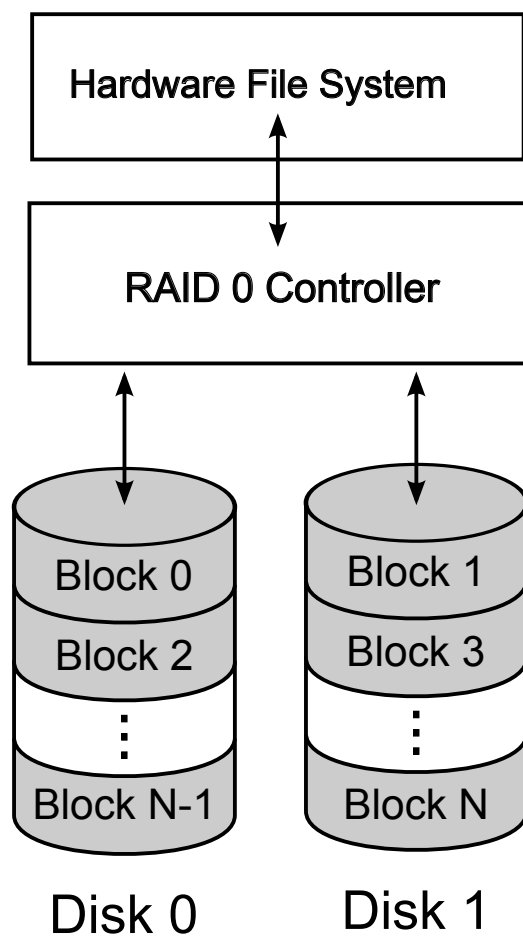 Hardware File System
RAID 0 Controller
Block 0
Block 2
Block N-1
Disk 0
Block 1
Block 3
Block N
Disk 1